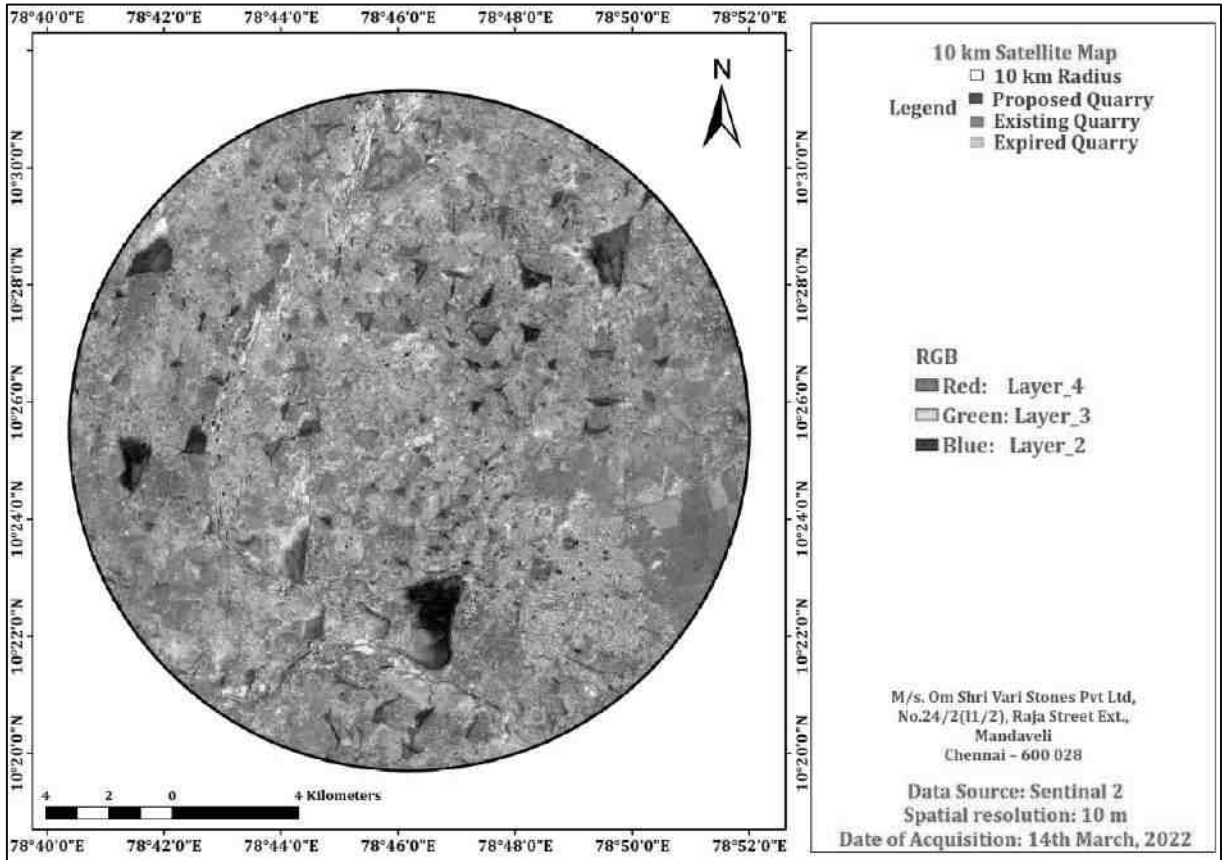 78°40'0"E 78°42'0"E 78°44'0"E 78°46'0"E 78°48'0"E 78°50'0"E 78°52'0"E
N
10°30'0"N 10°30'0"N
10°28'0"N 10°28'0"N
10°26'0"N 10°26'0"N
10°24'0"N 10°24'0"N
10°22'0"N 10°22'0"N
10°20'0"N 10°20'0"N
4 2 0 4 Kilometers
78°40'0"E 78°42'0"E 78°44'0"E 78°46'0"E 78°48'0"E 78°50'0"E 78°52'0"E
10 km Satellite Map
Legend
10 km Radius
Proposed Quarry
Existing Quarry
Expired Quarry
RGB
Red: Layer_4
Green: Layer_3
Blue: Layer_2
M/s. Om Shri Vari Stones Pvt Ltd,
No.24/2(11/2), Raja Street Ext.,
Mandaveli
Chennai – 600 028
Data Source: Sentinal 2
Spatial resolution: 10 m
Date of Acquisition: 14th March, 2022